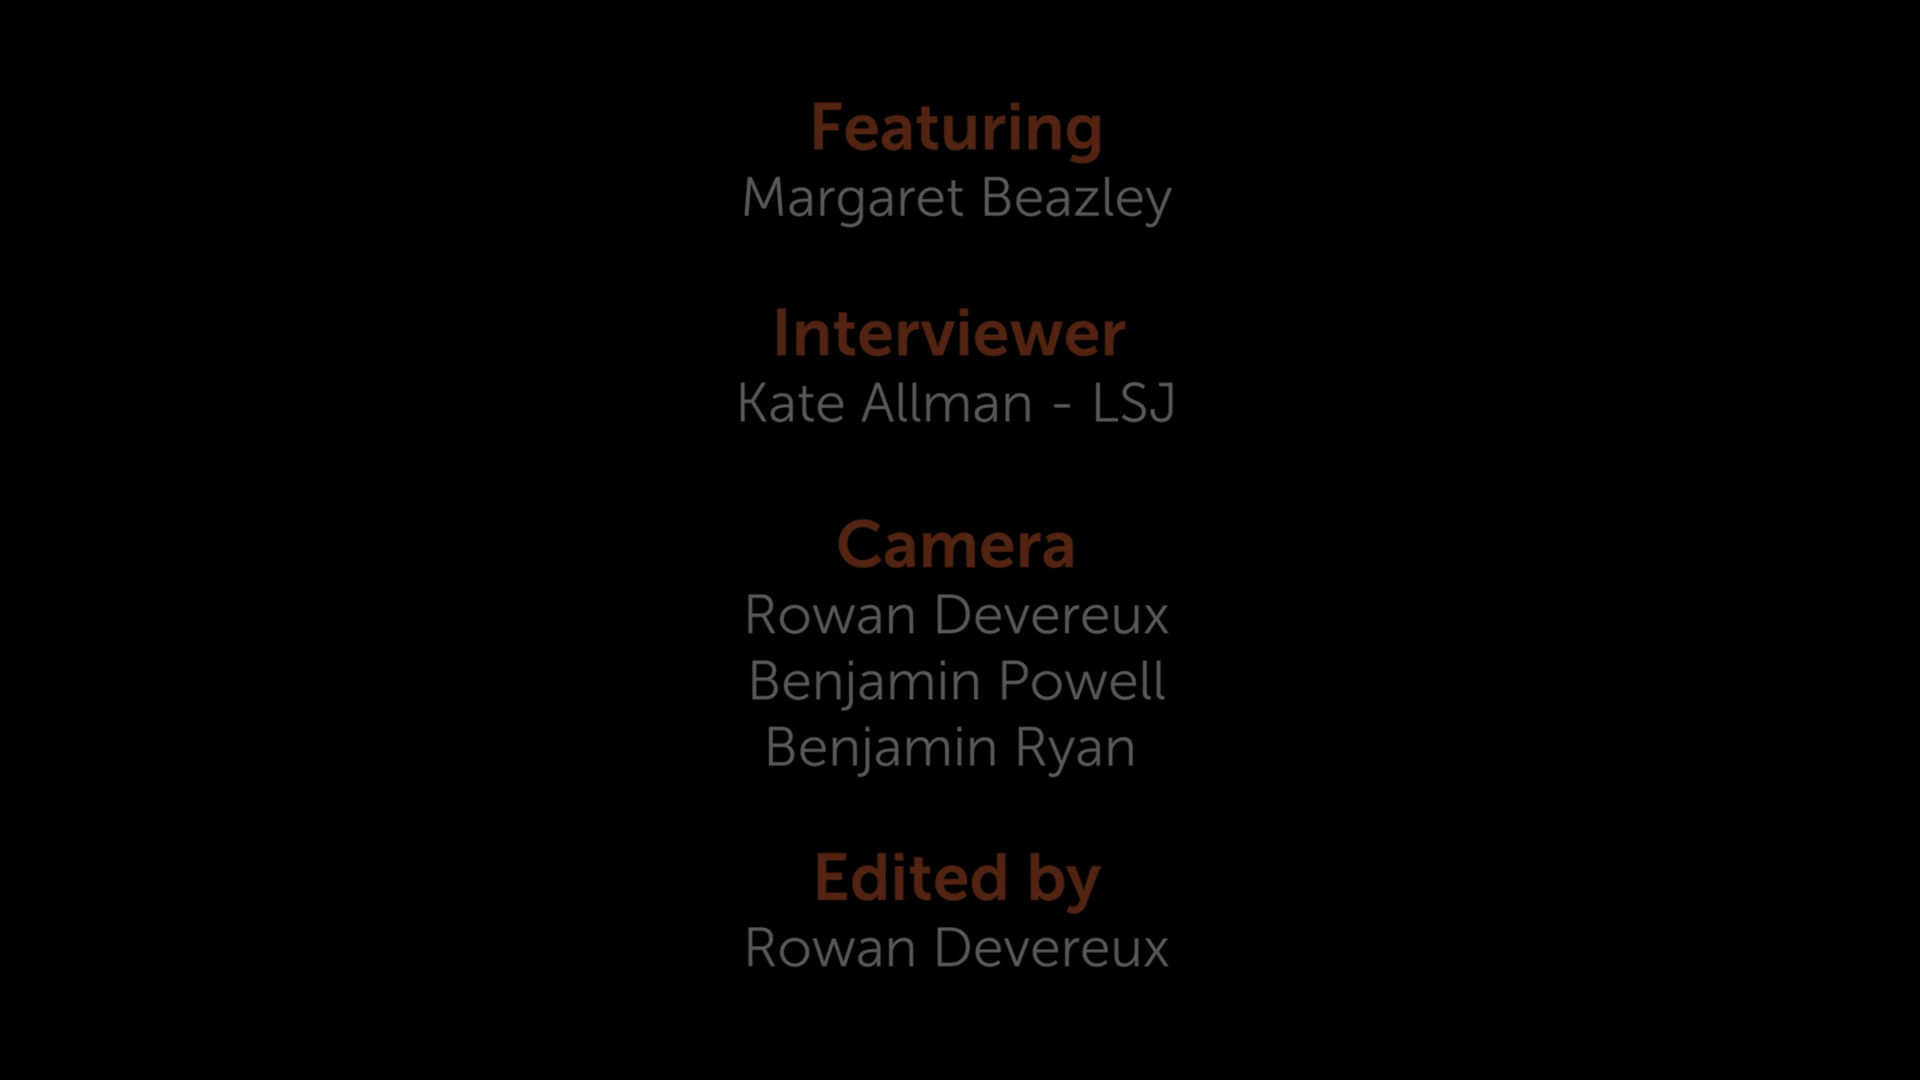 Featuring
Margaret Beazley
Interviewer
Kate Allman - LSJ
Camera
Rowan Devereux
Benjamin Powell
Benjamin Ryan
Edited by
Rowan Devereux